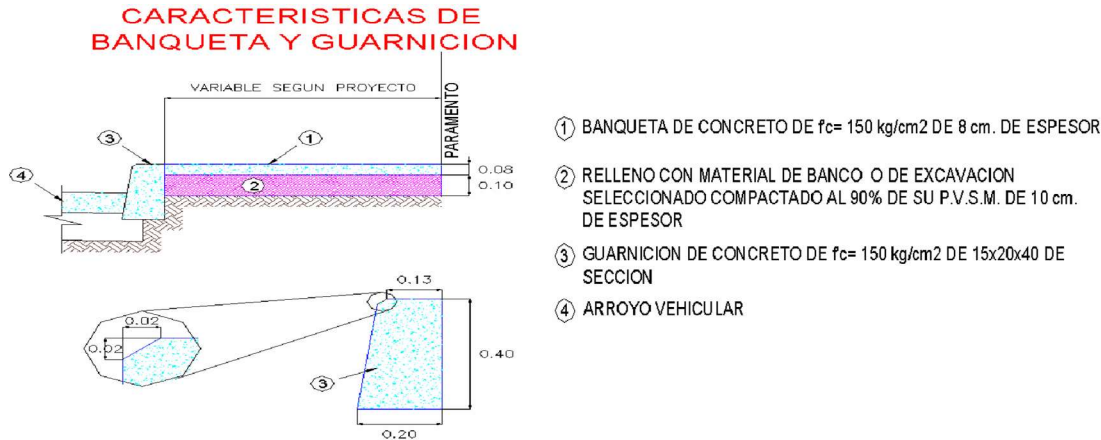 CARACTERISTICAS DE
BANQUETA Y GUARNICION
VARIABLE SEGUN PROYECTO
PARAMENTO
3
1
4
2
0.08
0.10
1 BANQUETA DE CONCRETO DE f'c= 150 kg/cm2 DE 8 cm. DE ESPESOR
2 RELLENO CON MATERIAL DE BANCO O DE EXCAVACION
SELECCIONADO COMPACTADO AL 90% DE SU P.V.S.M. DE 10 cm.
DE ESPESOR
3 GUARNICION DE CONCRETO DE f'c= 150 kg/cm2 DE 15x20x40 DE
SECCION
4 ARROYO VEHICULAR
0.13
0.02
0.02
0.40
3
0.20